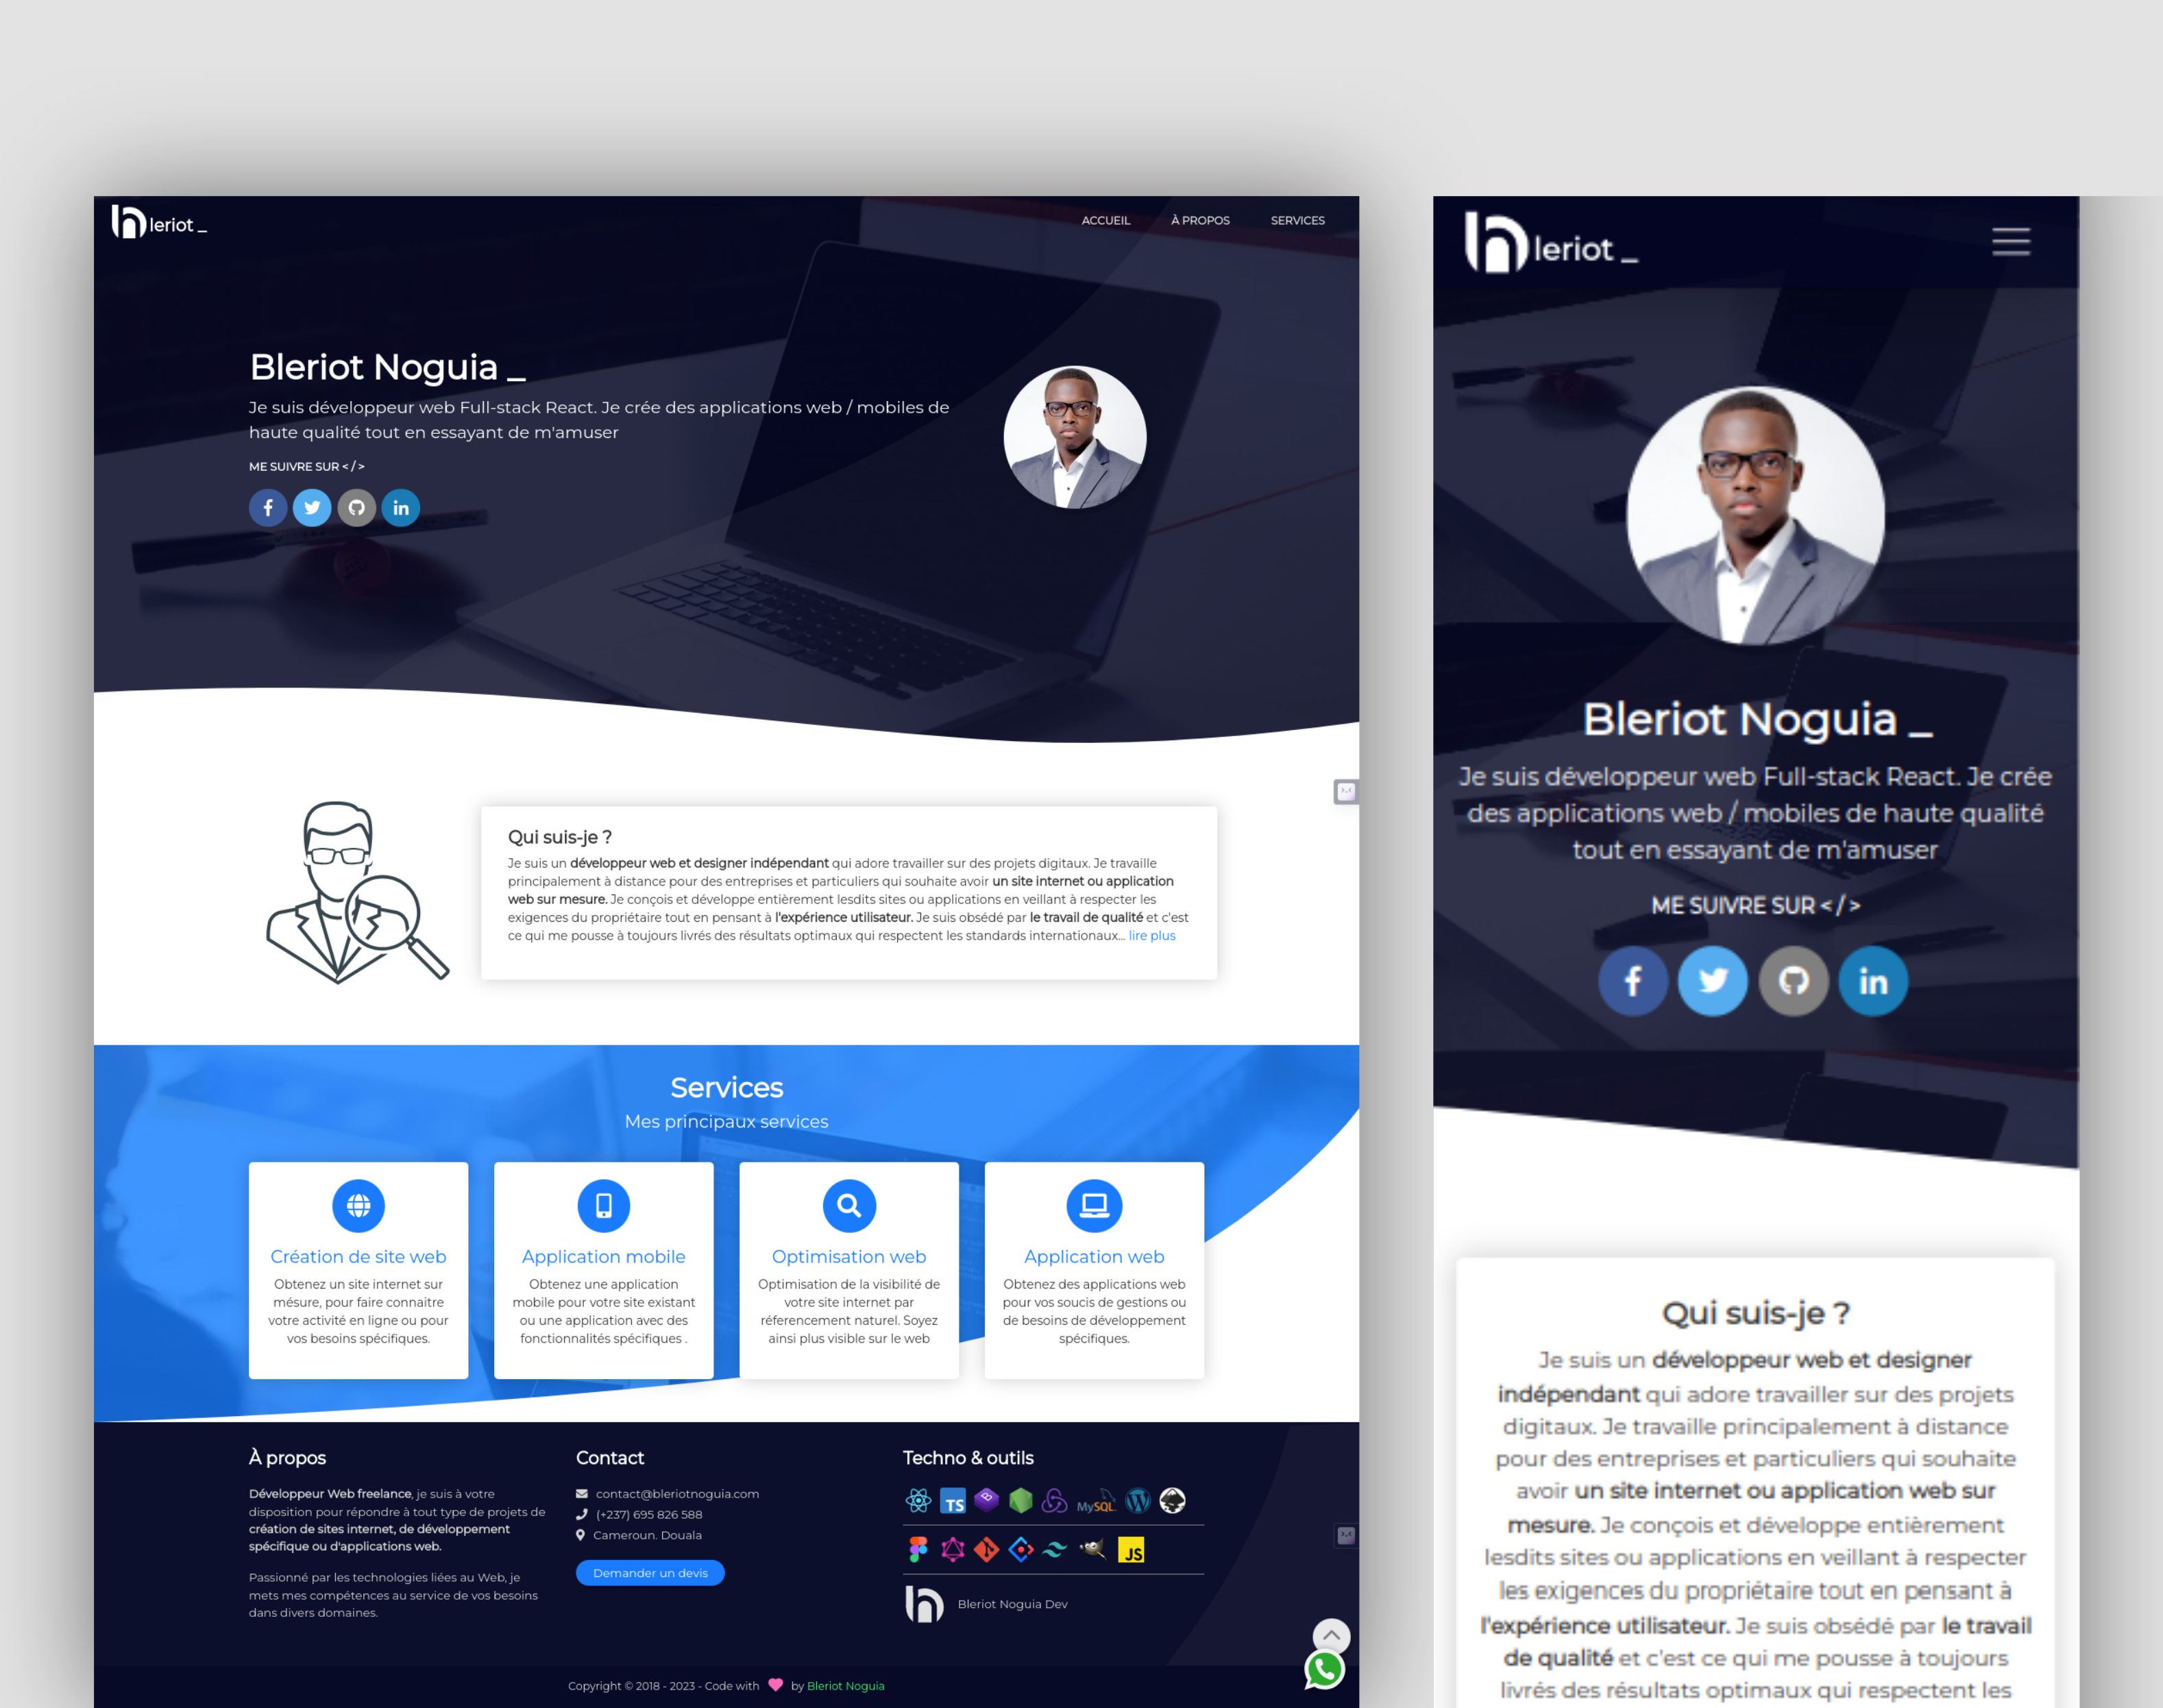 leriot _
ACCUEIL
À PROPOS
SERVICES
Bleriot Noguia _
Je suis développeur web Full-stack React. Je crée des applications web / mobiles de
haute qualité tout en essayant de m'amuser
ME SUIVRE SUR < / >
Qui suis-je ?
Je suis un développeur web et designer indépendant qui adore travailler sur des projets digitaux. Je travaille
principalement à distance pour des entreprises et particuliers qui souhaite avoir un site internet ou application
web sur mesure. Je conçois et développe entièrement lesdits sites ou applications en veillant à respecter les
exigences du propriétaire tout en pensant à l'expérience utilisateur. Je suis obsédé par le travail de qualité et c'est
ce qui me pousse à toujours livrés des résultats optimaux qui respectent les standards internationaux... lire plus
Services
Mes principaux services
Création de site web
Obtenez un site internet sur
mésure, pour faire connaitre
votre activité en ligne ou pour
vos besoins spécifiques.
Application mobile
Obtenez une application
mobile pour votre site existant
ou une application avec des
fonctionnalités spécifiques .
Optimisation web
Optimisation de la visibilité de
votre site internet par
réferencement naturel. Soyez
ainsi plus visible sur le web
Application web
Obtenez des applications web
pour vos soucis de gestions ou
de besoins de développement
spécifiques.
À propos
Développeur Web freelance, je suis à votre
disposition pour répondre à tout type de projets de
création de sites internet, de développement
spécifique ou d'applications web.
Passionné par les technologies liées au Web, je
mets mes compétences au service de vos besoins
dans divers domaines.
Contact
contact@bleriotnoguia.com
(+237) 695 826 588
Cameroun. Douala
Demander un devis
Techno & outils
TS
MySQL
JS
Bleriot Noguia Dev
Copyright © 2018 - 2023 - Code with by Bleriot Noguia
leriot _
Bleriot Noguia _
Je suis développeur web Full-stack React. Je crée
des applications web / mobiles de haute qualité
tout en essayant de m'amuser
ME SUIVRE SUR < / >
Qui suis-je ?
Je suis un développeur web et designer
indépendant qui adore travailler sur des projets
digitaux. Je travaille principalement à distance
pour des entreprises et particuliers qui souhaite
avoir un site internet ou application web sur
mesure. Je conçois et développe entièrement
lesdits sites ou applications en veillant à respecter
les exigences du propriétaire tout en pensant à
l'expérience utilisateur. Je suis obsédé par le travail
de qualité et c'est ce qui me pousse à toujours
livrés des résultats optimaux qui respectent les